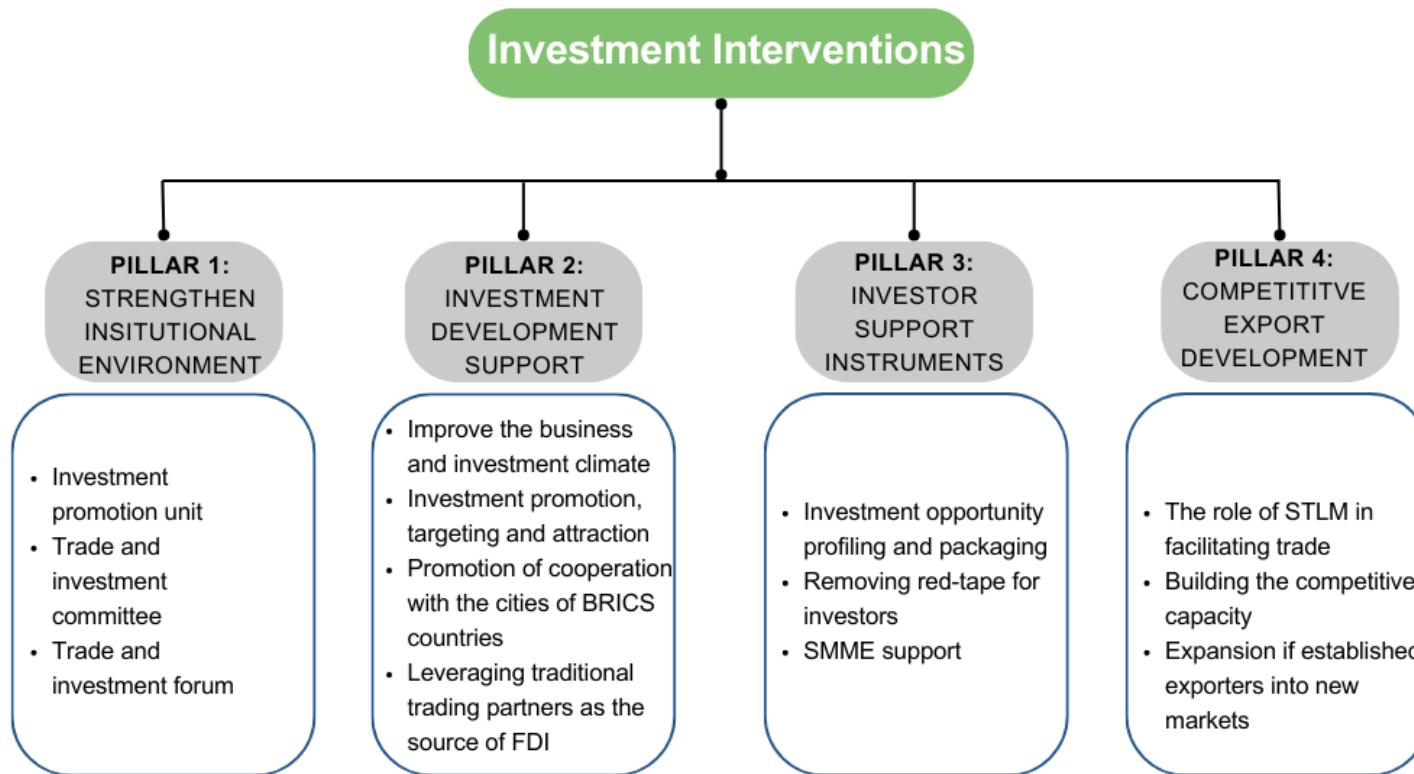 Investment Interventions
PILLAR 1:
STRENGTHEN
INSITUTIONAL
ENVIRONMENT
• Investment
promotion unit
• Trade and
investment
committee
• Trade and
investment forum
PILLAR 2:
INVESTMENT
DEVELOPMENT
SUPPORT
• Improve the business
and investment climate
• Investment promotion,
targeting and attraction
• Promotion of cooperation
with the cities of BRICS
countries
• Leveraging traditional
trading partners as the
source of FDI
PILLAR 3:
INVESTOR
SUPPORT
INSTRUMENTS
• Investment opportunity
profiling and packaging
• Removing red-tape for
investors
• SMME support
PILLAR 4:
COMPETITITVE
EXPORT
DEVELOPMENT
• The role of STLM in
facilitating trade
• Building the competitive
capacity
• Expansion if established
exporters into new
markets